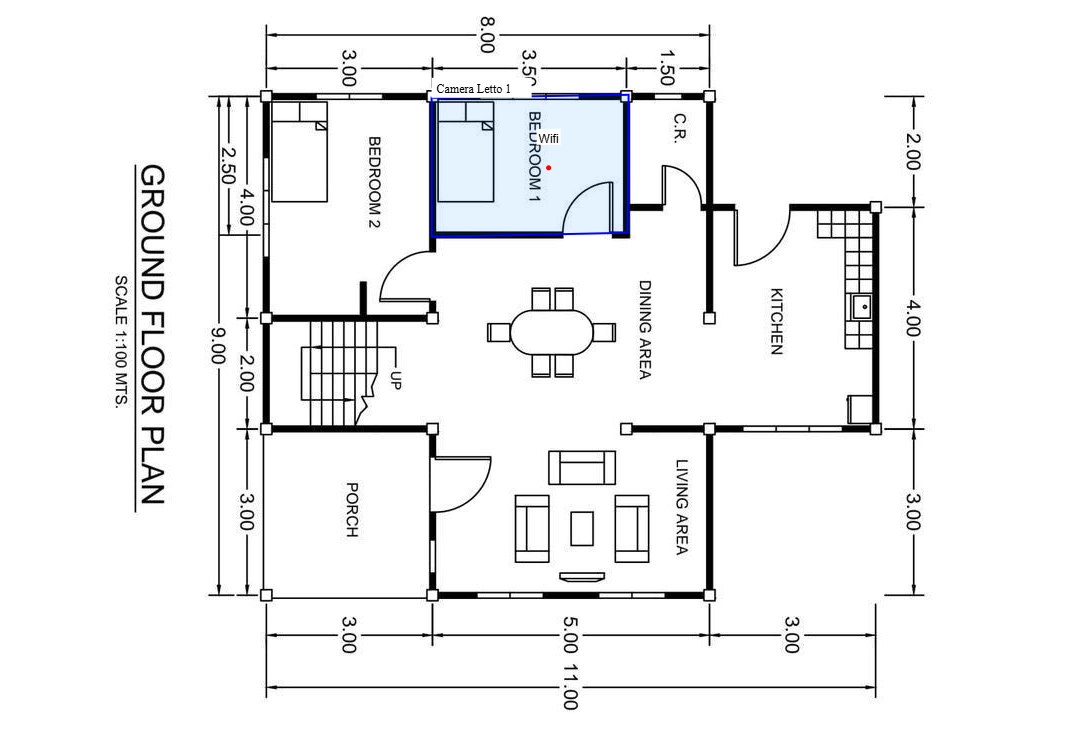 8.00
3.00
3.50
1.50
Camera Letto 1
Wifi
BEDROOM 1
BEDROOM 2
C.R.
2.50
4.00
2.00
4.00
KITCHEN
DINING AREA
UP
9.00
2.00
3.00
3.00
PORCH
LIVING AREA
GROUND FLOOR PLAN
SCALE 1:100 MTS.
3.00
5.00
3.00
11.00